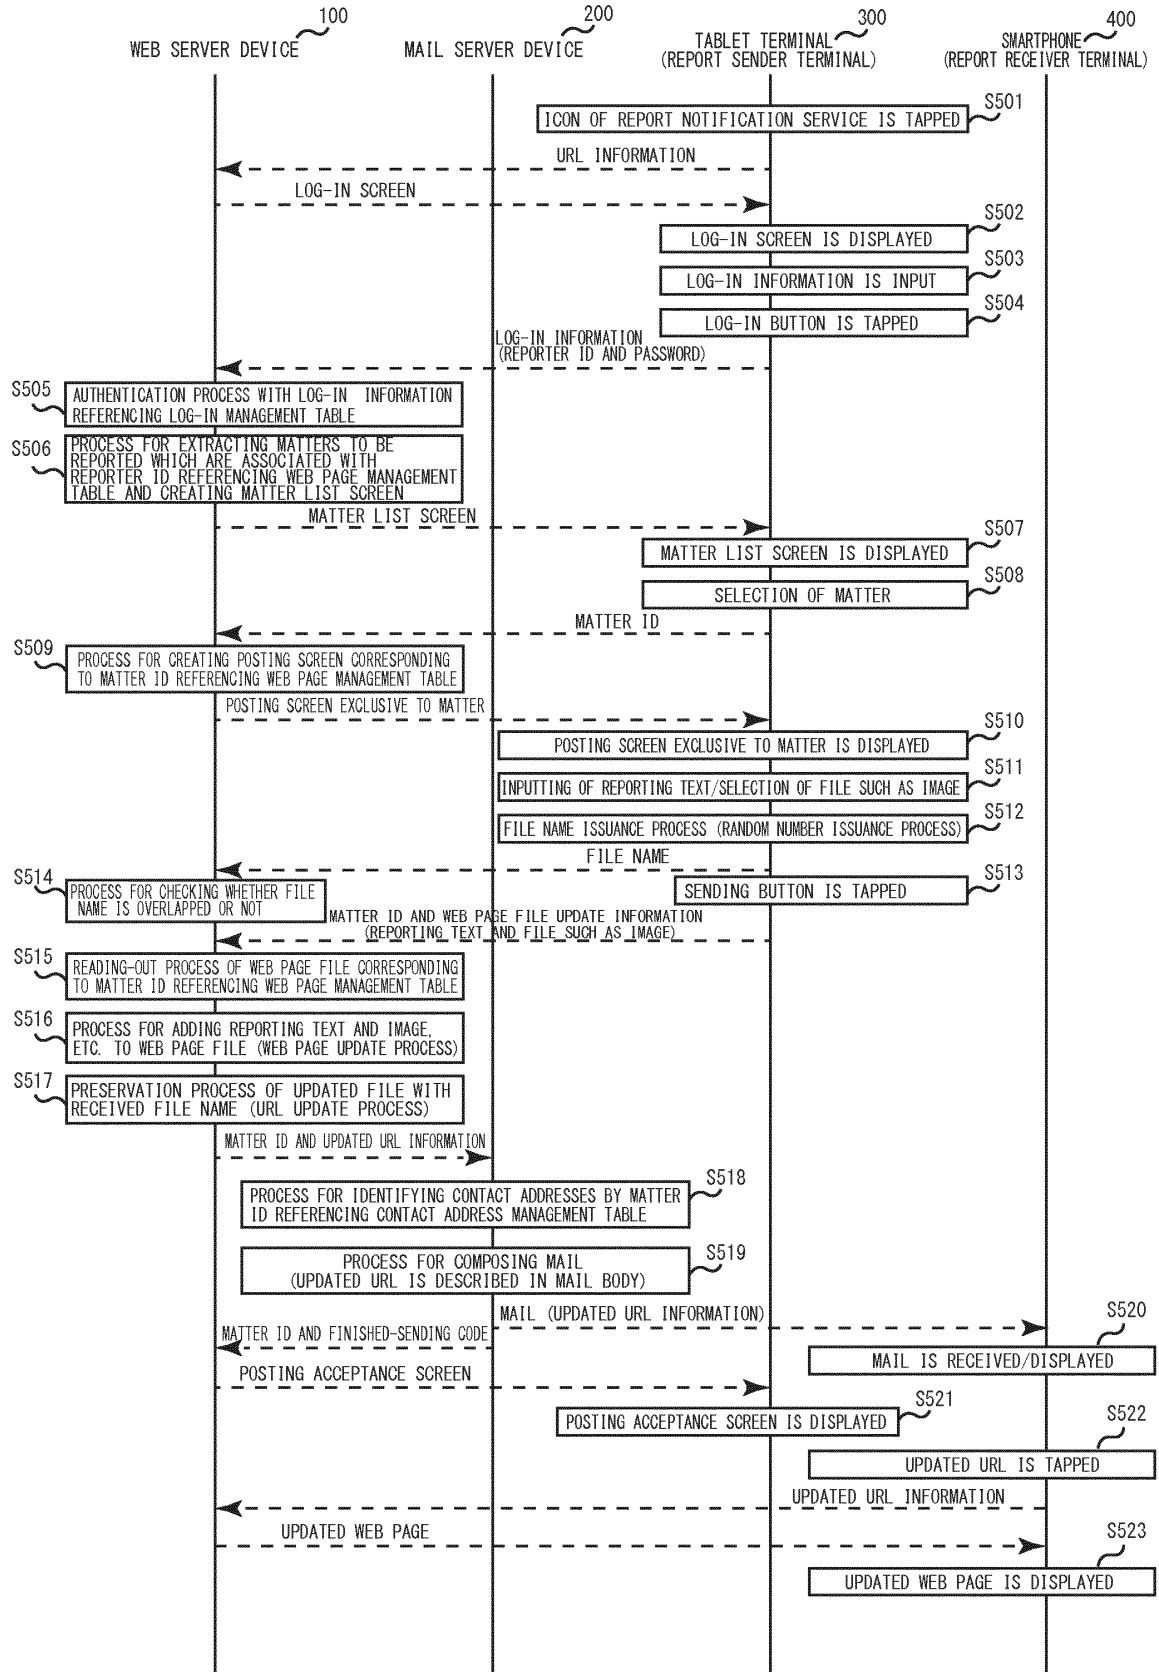 100
WEB SERVER DEVICE
200
MAIL SERVER DEVICE
300
TABLET TERMINAL
(REPORT SENDER TERMINAL)
400
SMARTPHONE
(REPORT RECEIVER TERMINAL)
S501
ICON OF REPORT NOTIFICATION SERVICE IS TAPPED
URL INFORMATION
LOG-IN SCREEN
S502
LOG-IN SCREEN IS DISPLAYED
S503
LOG-IN INFORMATION IS INPUT
S504
LOG-IN BUTTON IS TAPPED
LOG-IN INFORMATION
(REPORTER ID AND PASSWORD)
S505
AUTHENTICATION PROCESS WITH LOG-IN INFORMATION
REFERENCING LOG-IN MANAGEMENT TABLE
S506
PROCESS FOR EXTRACTING MATTERS TO BE
REPORTED WHICH ARE ASSOCIATED WITH
REPORTER ID REFERENCING WEB PAGE MANAGEMENT
TABLE AND CREATING MATTER LIST SCREEN
MATTER LIST SCREEN
S507
MATTER LIST SCREEN IS DISPLAYED
S508
SELECTION OF MATTER
MATTER ID
S509
PROCESS FOR CREATING POSTING SCREEN CORRESPONDING
TO MATTER ID REFERENCING WEB PAGE MANAGEMENT TABLE
POSTING SCREEN EXCLUSIVE TO MATTER
S510
POSTING SCREEN EXCLUSIVE TO MATTER IS DISPLAYED
S511
INPUTTING OF REPORTING TEXT/SELECTION OF FILE SUCH AS IMAGE
S512
FILE NAME ISSUANCE PROCESS (RANDOM NUMBER ISSUANCE PROCESS)
FILE NAME
S513
SENDING BUTTON IS TAPPED
S514
PROCESS FOR CHECKING WHETHER FILE
NAME IS OVERLAPPED OR NOT
MATTER ID AND WEB PAGE FILE UPDATE INFORMATION
(REPORTING TEXT AND FILE SUCH AS IMAGE)
S515
READING-OUT PROCESS OF WEB PAGE FILE CORRESPONDING
TO MATTER ID REFERENCING WEB PAGE MANAGEMENT TABLE
S516
PROCESS FOR ADDING REPORTING TEXT AND IMAGE,
ETC. TO WEB PAGE FILE (WEB PAGE UPDATE PROCESS)
S517
PRESERVATION PROCESS OF UPDATED FILE WITH
RECEIVED FILE NAME (URL UPDATE PROCESS)
MATTER ID AND UPDATED URL INFORMATION
S518
PROCESS FOR IDENTIFYING CONTACT ADDRESSES BY MATTER
ID REFERENCING CONTACT ADDRESS MANAGEMENT TABLE
S519
PROCESS FOR COMPOSING MAIL
(UPDATED URL IS DESCRIBED IN MAIL BODY)
MAIL (UPDATED URL INFORMATION)
S520
MATTER ID AND FINISHED-SENDING CODE
MAIL IS RECEIVED/DISPLAYED
POSTING ACCEPTANCE SCREEN
S521
POSTING ACCEPTANCE SCREEN IS DISPLAYED
S522
UPDATED URL IS TAPPED
UPDATED URL INFORMATION
UPDATED WEB PAGE
S523
UPDATED WEB PAGE IS DISPLAYED